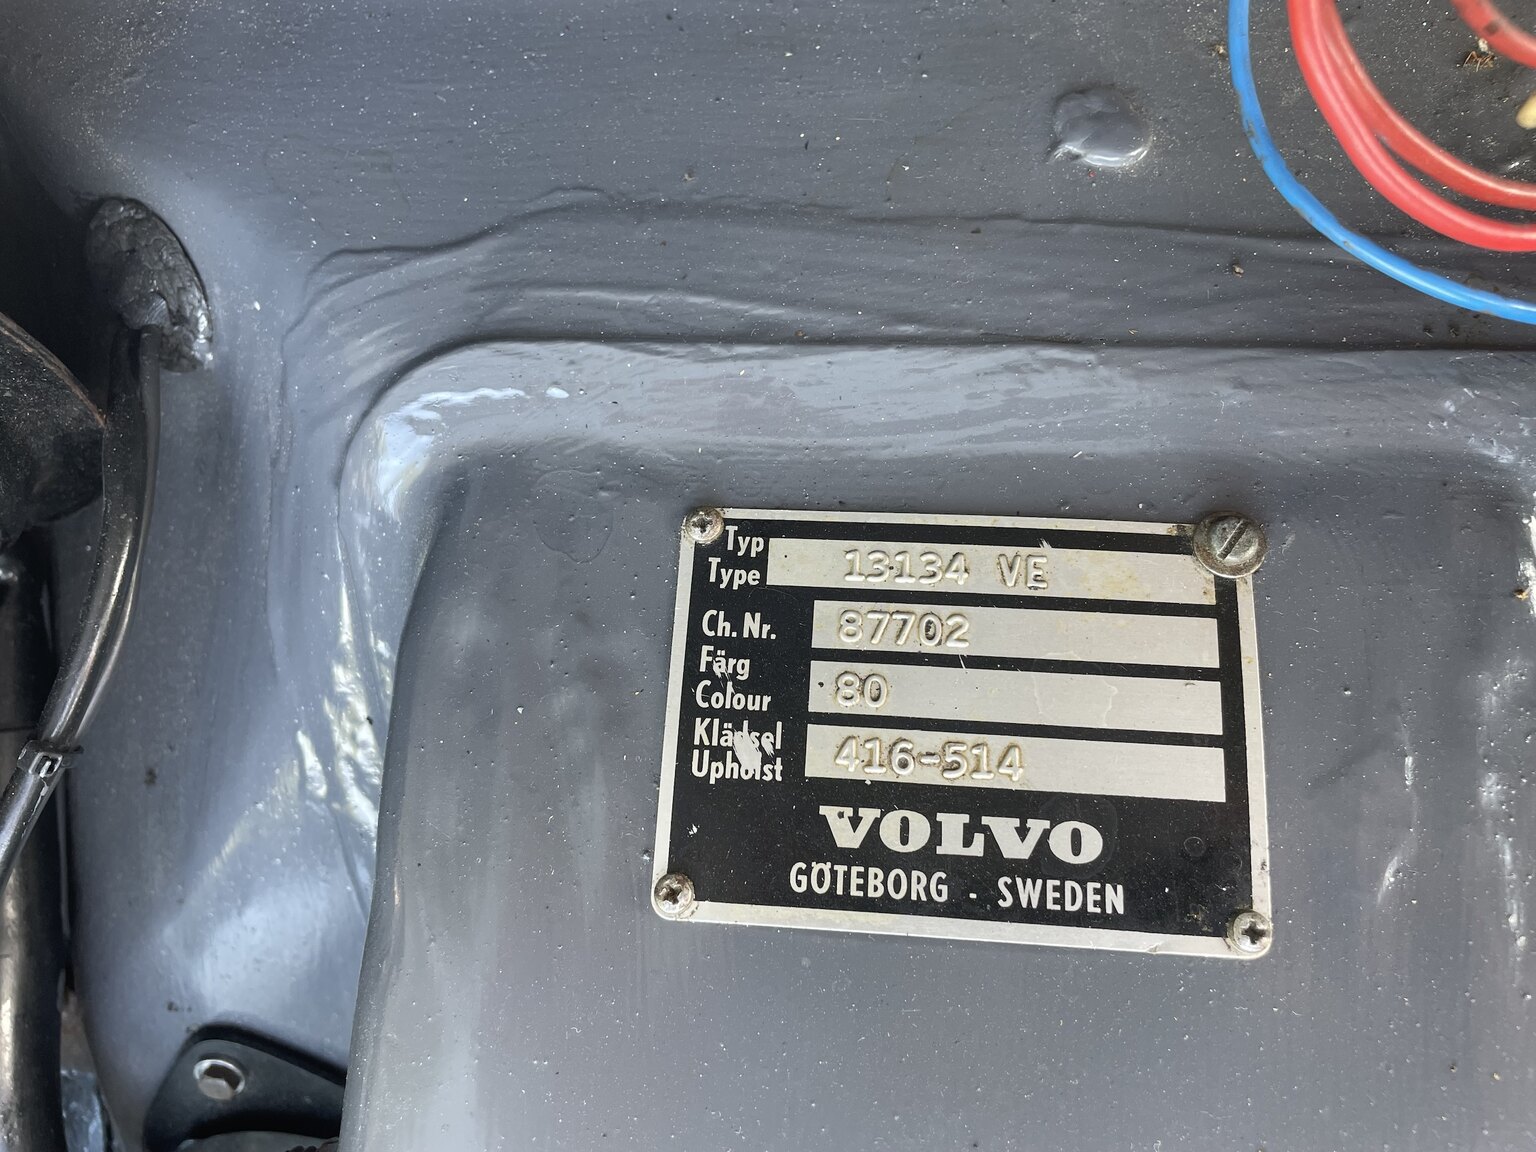 Typ
Type 13134 VE
Ch. Nr. 87702
Färg
Colour 80
Klädsel
Upholst 416-514
VOLVO
GÖTEBORG - SWEDEN